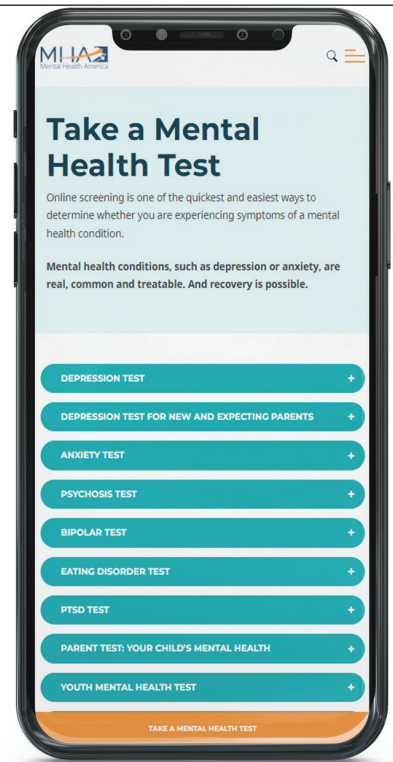 MHA
Mental Health America
Take a Mental
Health Test
Online screening is one of the quickest and easiest ways to
determine whether you are experiencing symptoms of a mental
health condition.
Mental health conditions, such as depression or anxiety, are
real, common and treatable. And recovery is possible.
DEPRESSION TEST +
DEPRESSION TEST FOR NEW AND EXPECTING PARENTS +
ANXIETY TEST +
PSYCHOSIS TEST +
BIPOLAR TEST +
EATING DISORDER TEST +
PTSD TEST +
PARENT TEST: YOUR CHILD'S MENTAL HEALTH +
YOUTH MENTAL HEALTH TEST +
TAKE A MENTAL HEALTH TEST